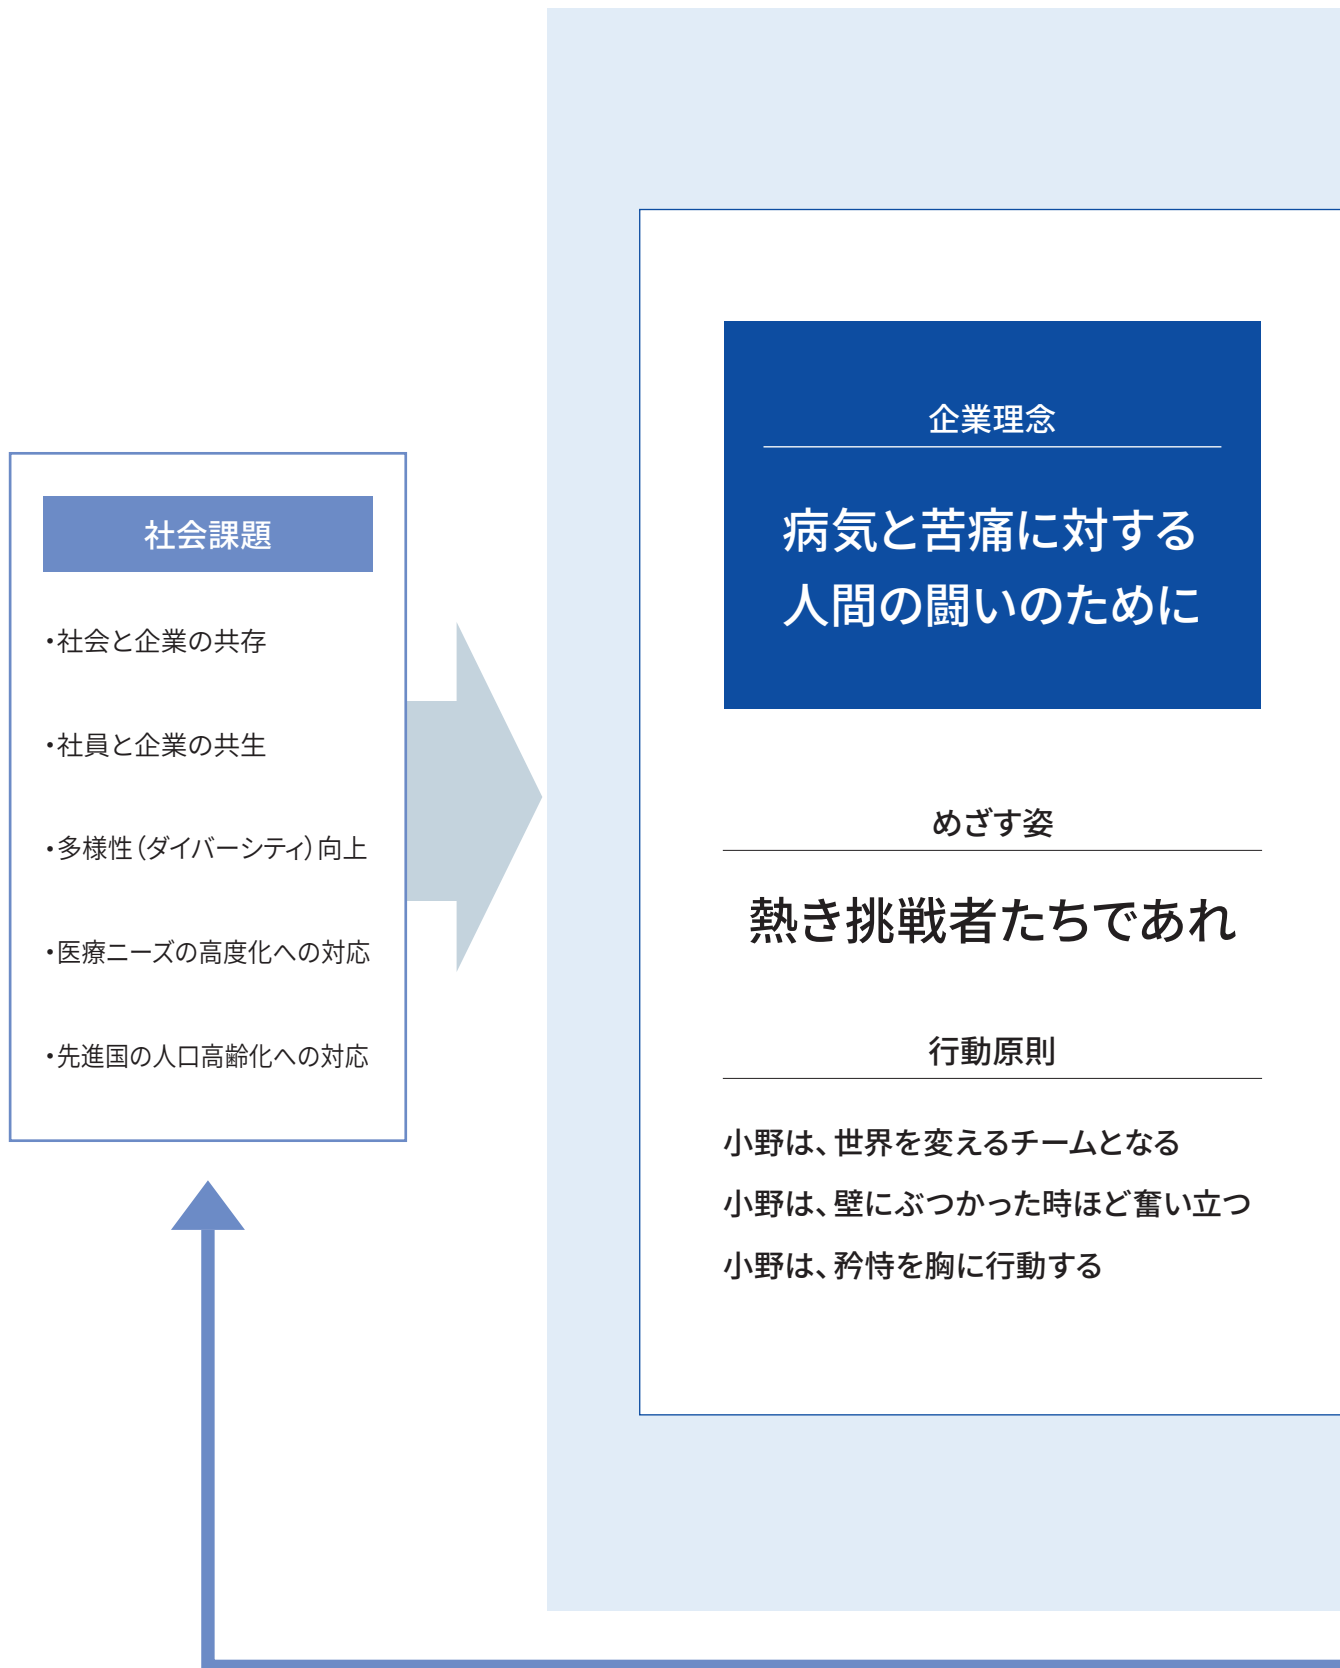 社会課題
・社会と企業の共存
・社員と企業の共生
・多様性（ダイバーシティ）向上
・医療ニーズの高度化への対応
・先進国の人口高齢化への対応
企業理念
病気と苦痛に対する
人間の闘いのために
めざす姿
熱き挑戦者たちであれ
行動原則
小野は、世界を変えるチームとなる
小野は、壁にぶつかった時ほど奮い立つ
小野は、矜恃を胸に行動する